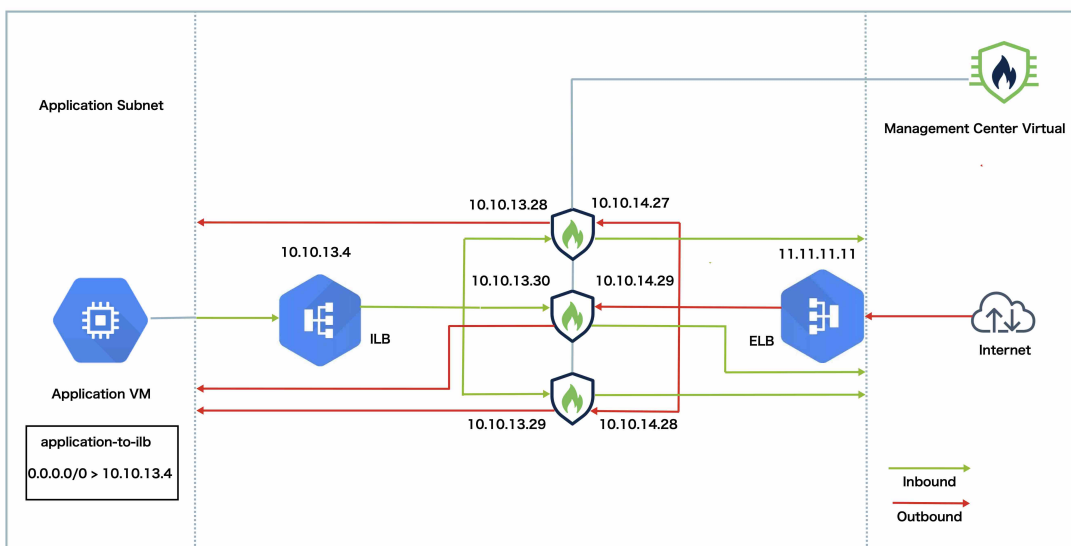 Application Subnet
Management Center Virtual
10.10.13.28
10.10.14.27
10.10.13.4
11.11.11.11
10.10.13.30
10.10.14.29
ILB
ELB
Internet
Application VM
10.10.13.29
10.10.14.28
application-to-ilb
0.0.0.0/0 > 10.10.13.4
Inbound
Outbound